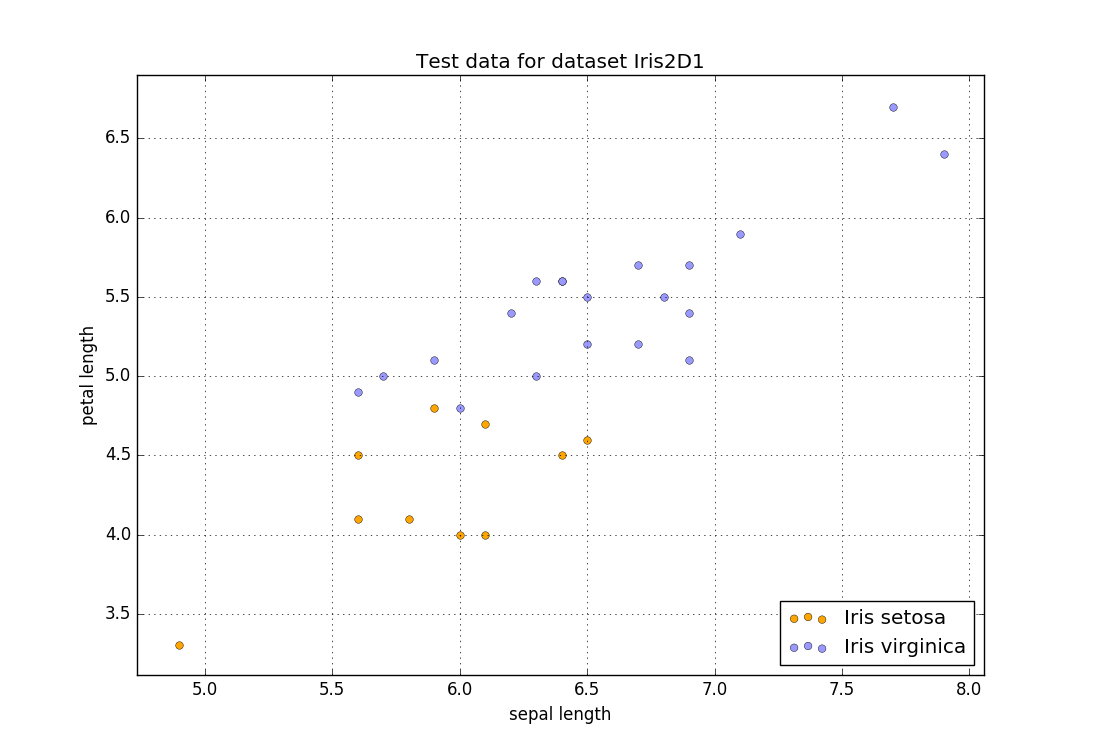 Test data for dataset Iris2D1
6.5
6.0
5.5
5.0
4.5
4.0
3.5
petal length
Iris setosa
Iris virginica
5.0 5.5 6.0 6.5 7.0 7.5 8.0
sepal length